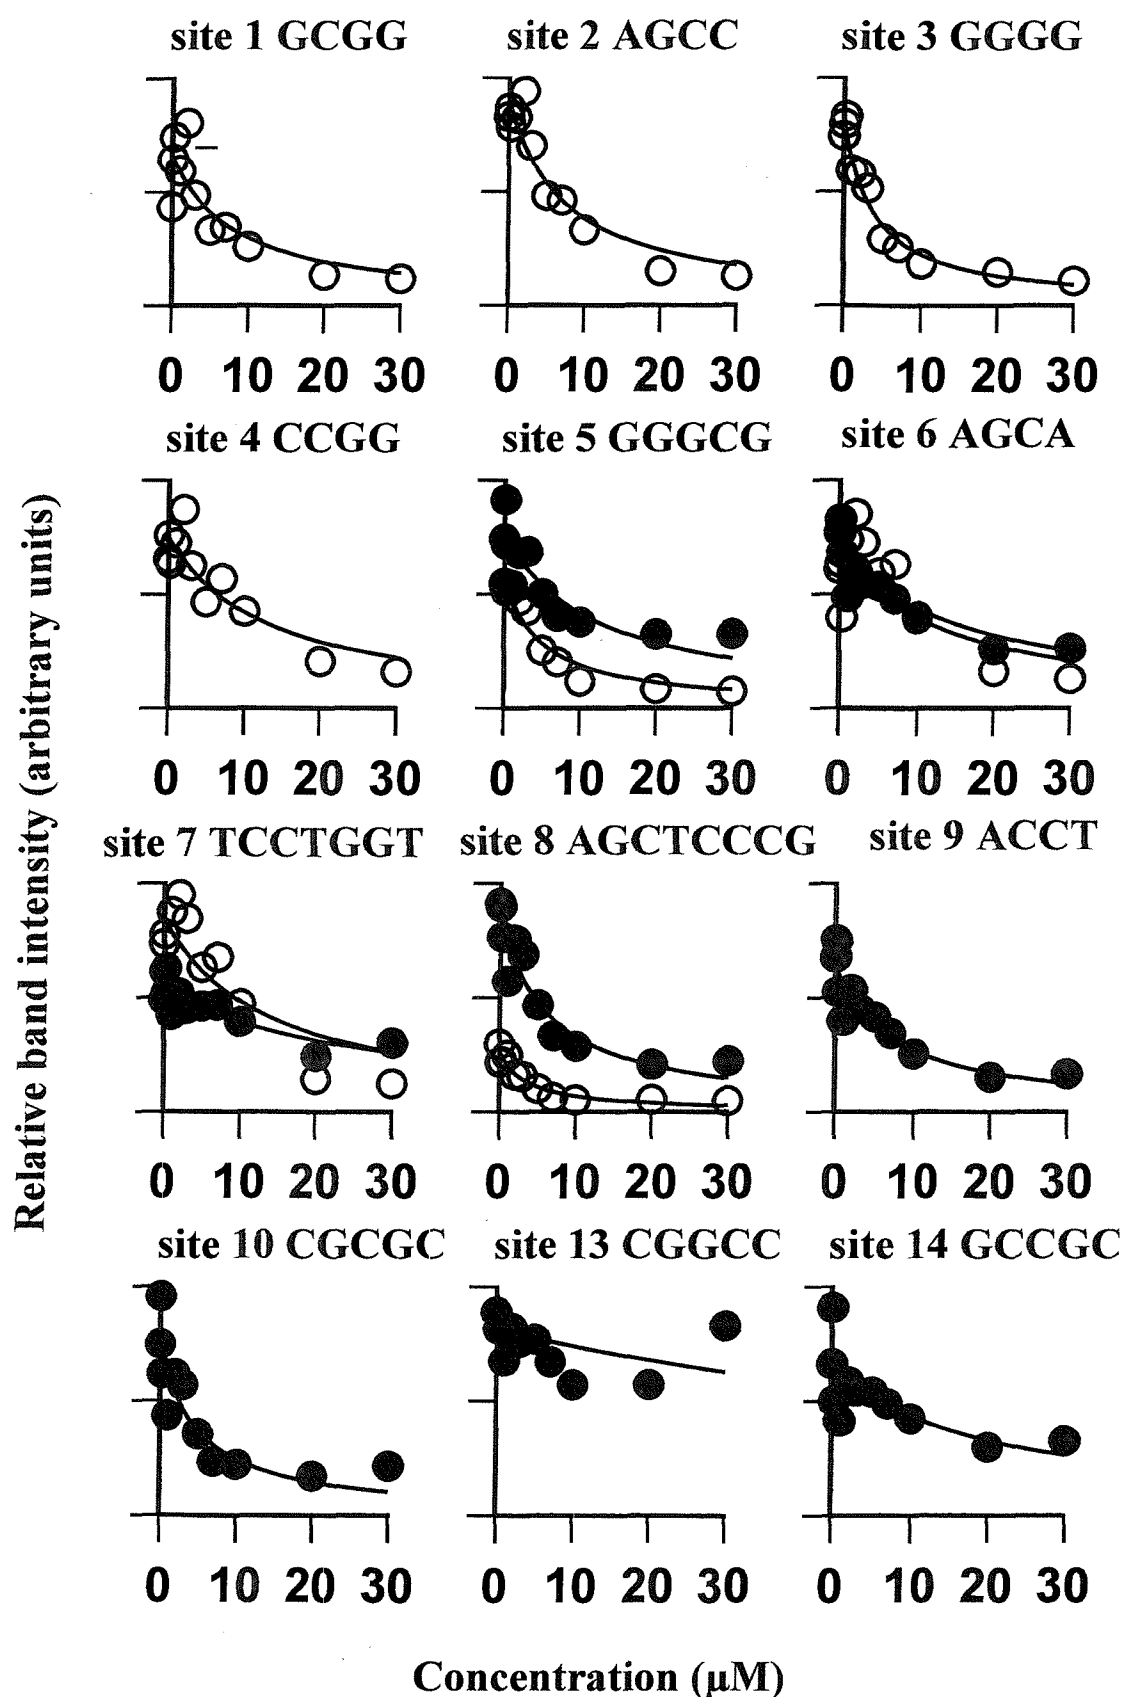 site 1 GCGG site 2 AGCC site 3 GGGG
0 10 20 30 0 10 20 30 0 10 20 30
site 4 CCGG site 5 GGGCG site 6 AGCA
0 10 20 30 0 10 20 30 0 10 20 30
Relative band intensity (arbitrary units)
site 7 TCCTGGT site 8 AGCTCCCG site 9 ACCT
0 10 20 30 0 10 20 30 0 10 20 30
site 10 CGCGC site 13 CGGCC site 14 GCCGC
0 10 20 30 0 10 20 30 0 10 20 30
Concentration (µM)